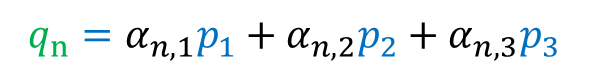 qₙ = αₙ,₁p₁ + αₙ,₂p₂ + αₙ,₃p₃